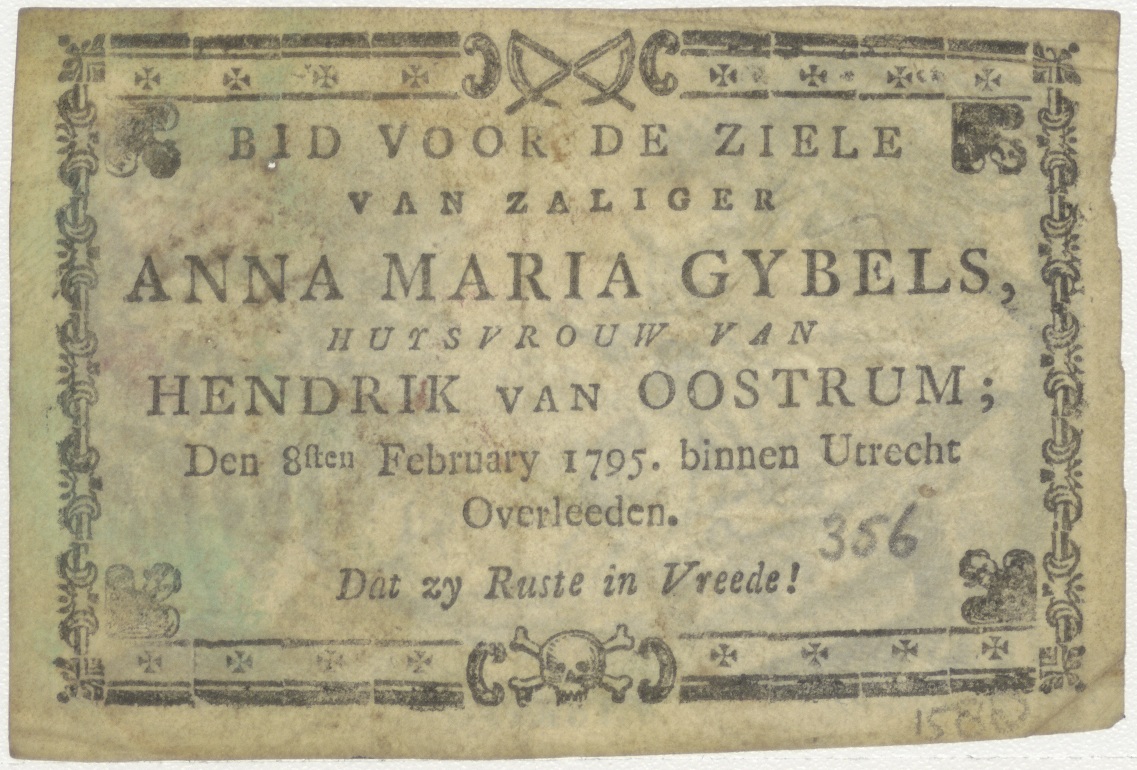 BID VOOR DE ZIELE
VAN ZALIGER
ANNA MARIA GYBELS,
HUYSVROUW VAN
HENDRIK VAN OOSTRUM;
Den 8ſten February 1795. binnen Utrecht
Overleeden.
356
Dat zy Ruste in Vreede!